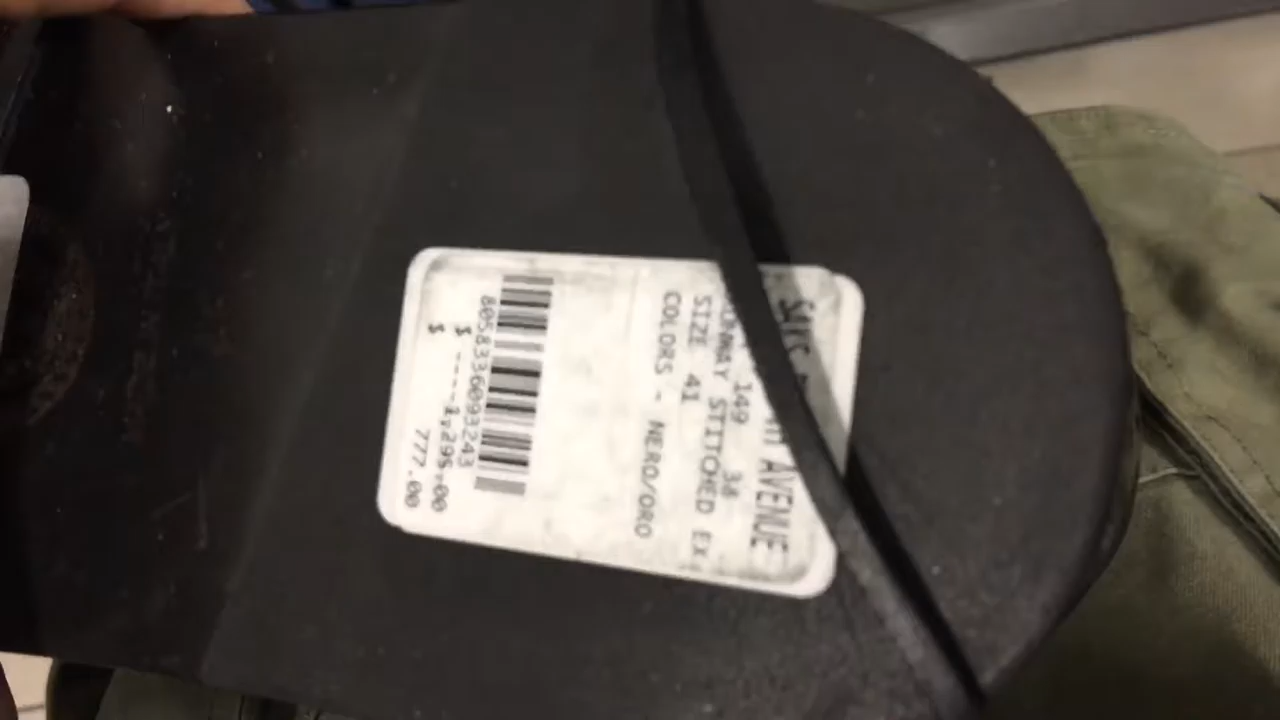 AVENUE
149 34
STITCHED EX
SIZE 41
COLORS - NERO/ORO
8058336093243
$ ----1,295.00
$ 777.00